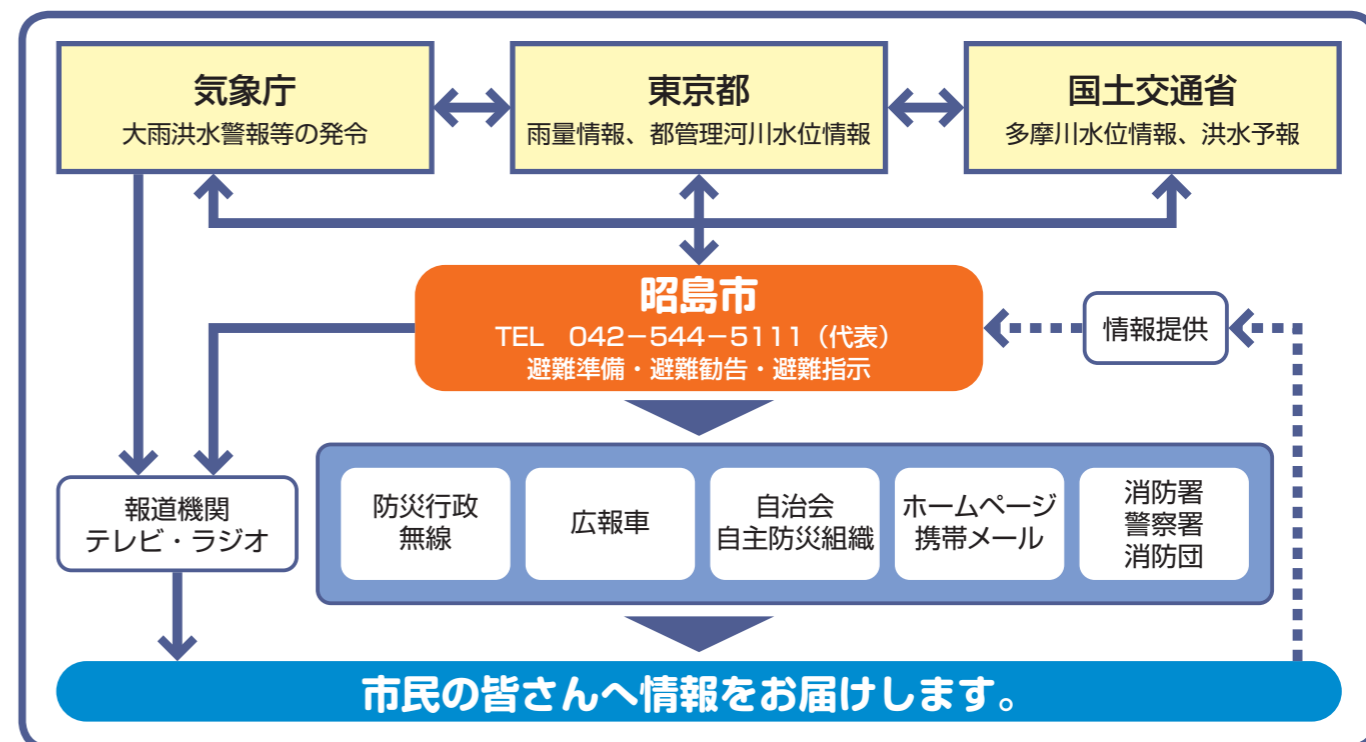 気象庁
大雨洪水警報等の発令
東京都
雨量情報、都管理河川水位情報
国土交通省
多摩川水位情報、洪水予報
昭島市
TEL 042-544-5111（代表）
避難準備・避難勧告・避難指示
情報提供
報道機関
テレビ・ラジオ
防災行政
無線
広報車
自治会
自主防災組織
ホームページ
携帯メール
消防署
警察署
消防団
市民の皆さんへ情報をお届けします。